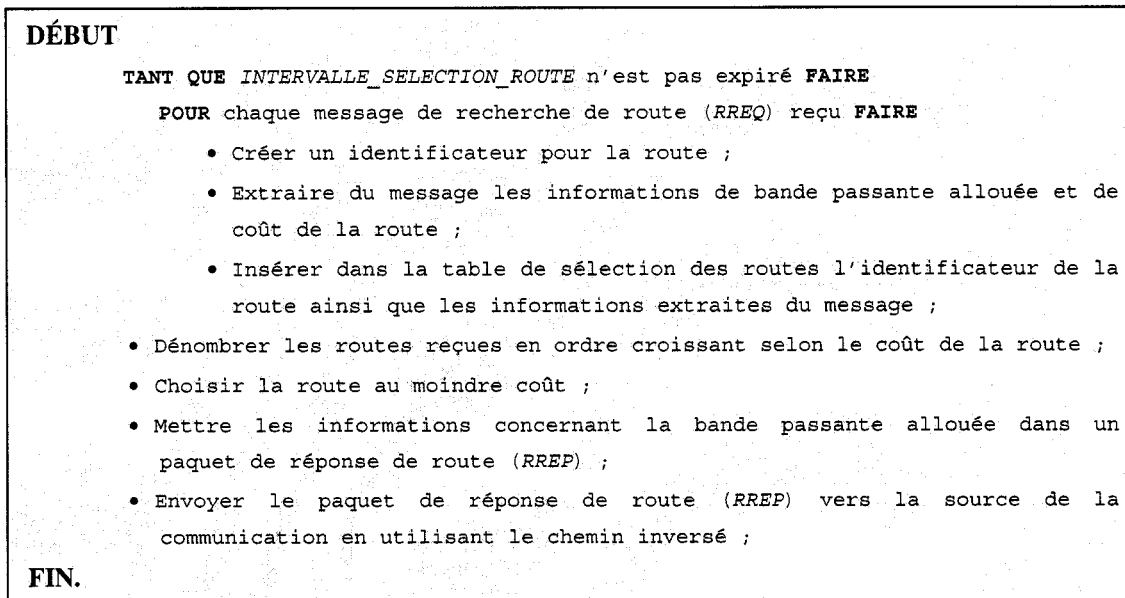 DÉBUT
TANT QUE INTERVALLE_SELECTION_ROUTE n'est pas expiré FAIRE
POUR chaque message de recherche de route (RREQ) reçu FAIRE
• Créer un identificateur pour la route ;
• Extraire du message les informations de bande passante allouée et de
coût de la route ;
• Insérer dans la table de sélection des routes l'identificateur de la
route ainsi que les informations extraites du message ;
• Dénombrer les routes reçues en ordre croissant selon le coût de la route ;
• Choisir la route au moindre coût ;
• Mettre les informations concernant la bande passante allouée dans un
paquet de réponse de route (RREP) ;
• Envoyer le paquet de réponse de route (RREP) vers la source de la
communication en utilisant le chemin inversé ;
FIN.